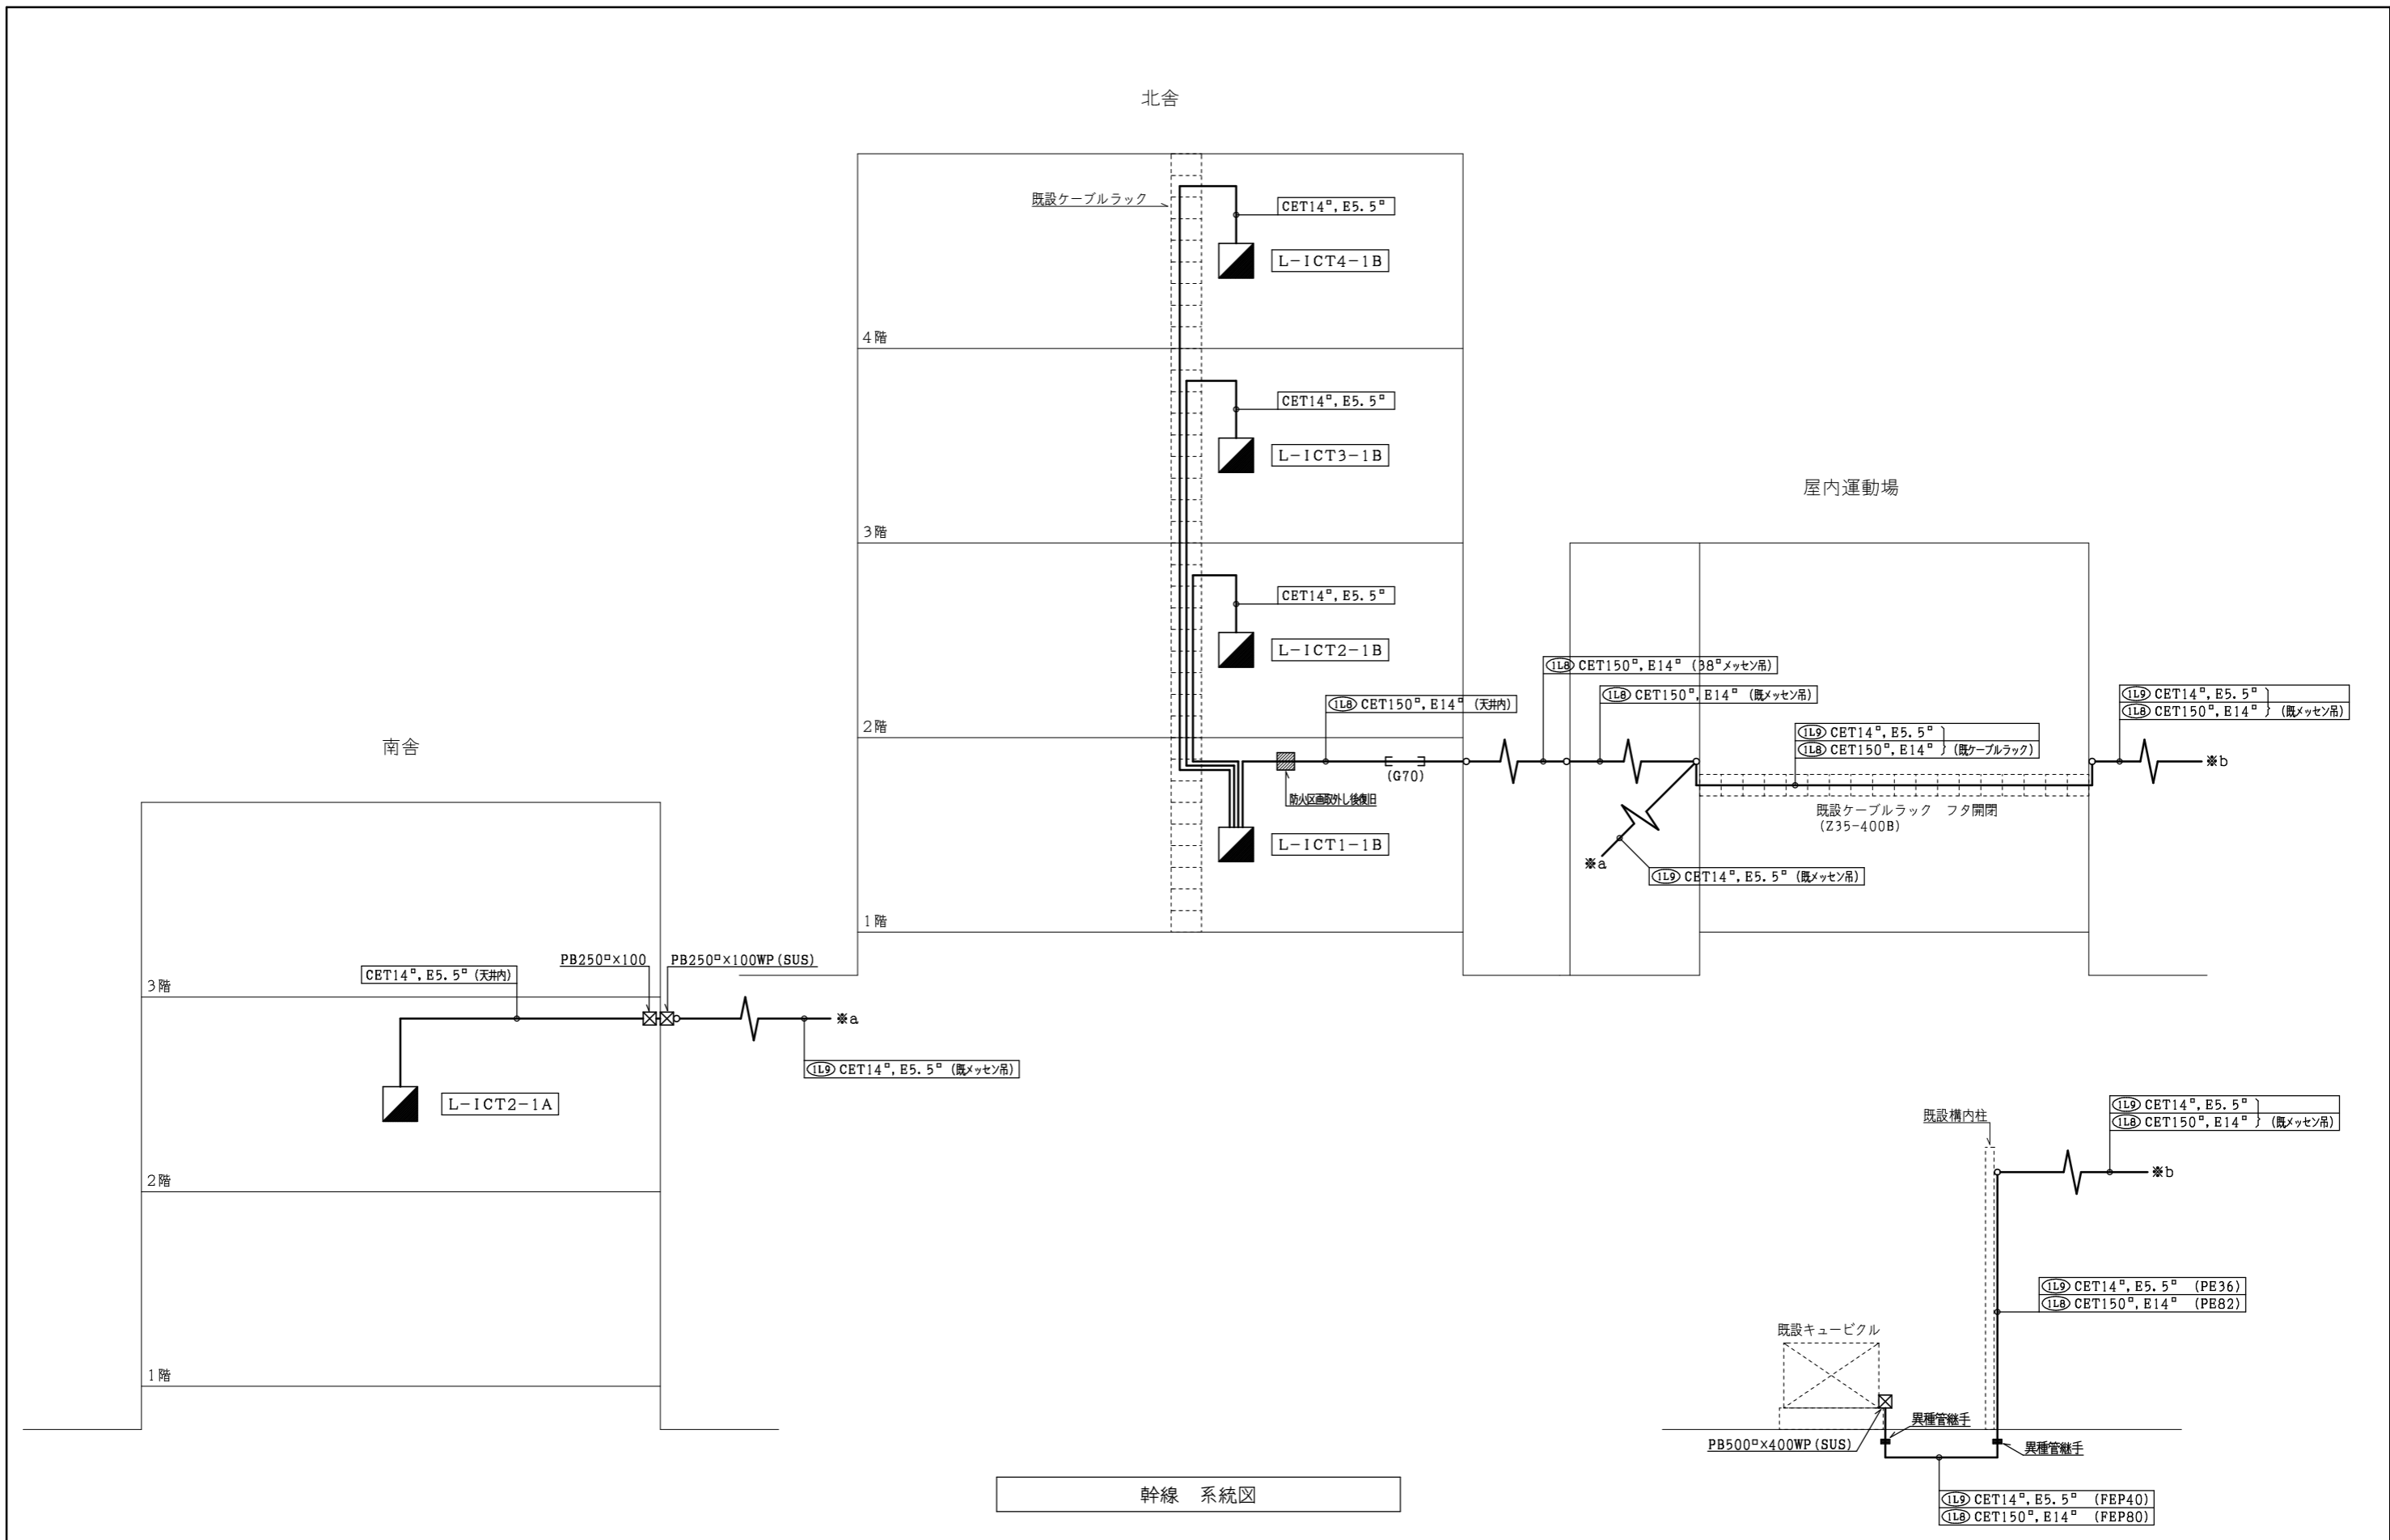 北舎
既設ケーブルラック
CET14□, E5.5□
L-ICT4-1B
4階
CET14□, E5.5□
L-ICT3-1B
3階
CET14□, E5.5□
L-ICT2-1B
2階
1L8 CET150□, E14□ (天井内)
(G70)
防火区画取外し後復旧
L-ICT1-1B
1階
屋内運動場
1L8 CET150□, E14□ (38□メッセン吊)
1L8 CET150□, E14□ (既メッセン吊)
1L9 CET14□, E5.5□
1L8 CET150□, E14□ (既ケーブルラック)
既設ケーブルラック フタ開閉
(Z35-400B)
1L9 CET14□, E5.5□
1L8 CET150□, E14□ (既メッセン吊)
※b
※a
1L9 CET14□, E5.5□ (既メッセン吊)
南舎
CET14□, E5.5□ (天井内)
PB250□×100
PB250□×100WP(SUS)
3階
※a
1L9 CET14□, E5.5□ (既メッセン吊)
L-ICT2-1A
2階
1階
既設構内柱
1L9 CET14□, E5.5□
1L8 CET150□, E14□ (既メッセン吊)
※b
1L9 CET14□, E5.5□ (PE36)
1L8 CET150□, E14□ (PE82)
既設キュービクル
異種管継手
PB500□×400WP(SUS)
異種管継手
1L9 CET14□, E5.5□ (FEP40)
1L8 CET150□, E14□ (FEP80)
幹線 系統図